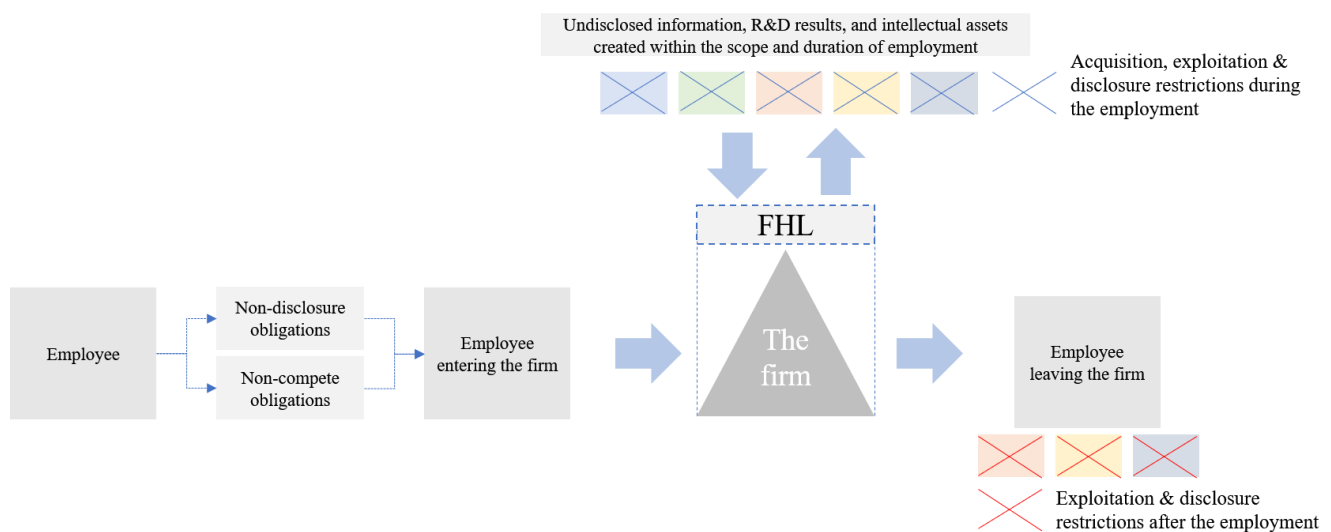 Undisclosed information, R&D results, and intellectual assets
created within the scope and duration of employment
Acquisition, exploitation &
disclosure restrictions during
the employment
FHL
Employee
Non-disclosure
obligations
Non-compete
obligations
Employee
entering the firm
The
firm
Employee
leaving the firm
Exploitation & disclosure
restrictions after the employment